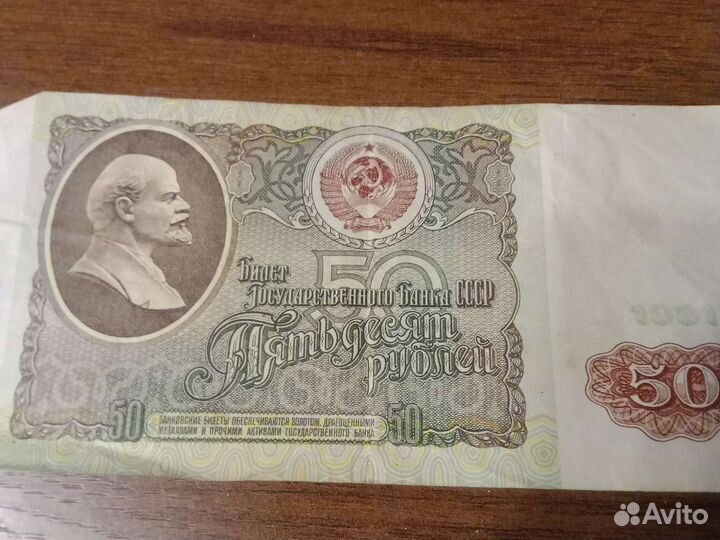 50
Билет
Государственного Банка СССР
Пятьдесят
рублей
50
БАНКОВСКИЕ БИЛЕТЫ ОБЕСПЕЧИВАЮТСЯ ЗОЛОТОМ, ДРАГОЦЕННЫМИ
МЕТАЛЛАМИ И ПРОЧИМИ АКТИВАМИ ГОСУДАРСТВЕННОГО БАНКА
50
50
Avito